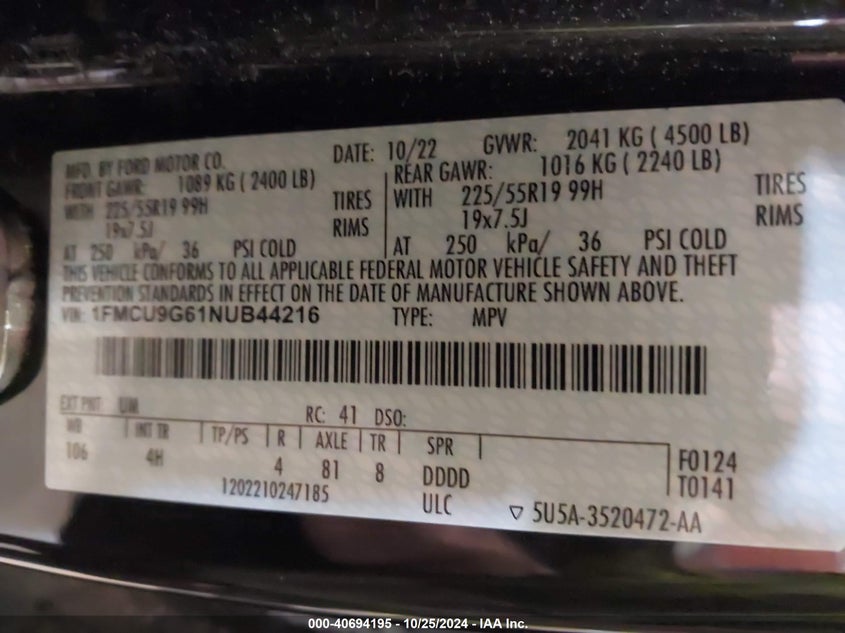 MFD. BY FORD MOTOR CO. DATE: 10/22 GVWR: 2041 KG ( 4500 LB)
FRONT GAWR: 1089 KG ( 2400 LB) REAR GAWR: 1016 KG ( 2240 LB)
WITH 225/55R19 99H TIRES WITH 225/55R19 99H TIRES
19x7.5J RIMS 19x7.5J RIMS
AT 250 kPa/ 36 PSI COLD AT 250 kPa/ 36 PSI COLD
THIS VEHICLE CONFORMS TO ALL APPLICABLE FEDERAL MOTOR VEHICLE SAFETY AND THEFT
PREVENTION STANDARDS IN EFFECT ON THE DATE OF MANUFACTURE SHOWN ABOVE.
VIN: 1FMCU9G61NUB44216 TYPE: MPV
EXT PNT UM RC: 41 DSO:
WB INT TR TP/PS R AXLE TR SPR
106 4H 4 81 8 DDDD F0124
1202210247185 ULC T0141
▽ 5U5A-3520472-AA
000-40694195 - 10/25/2024 - IAA Inc.